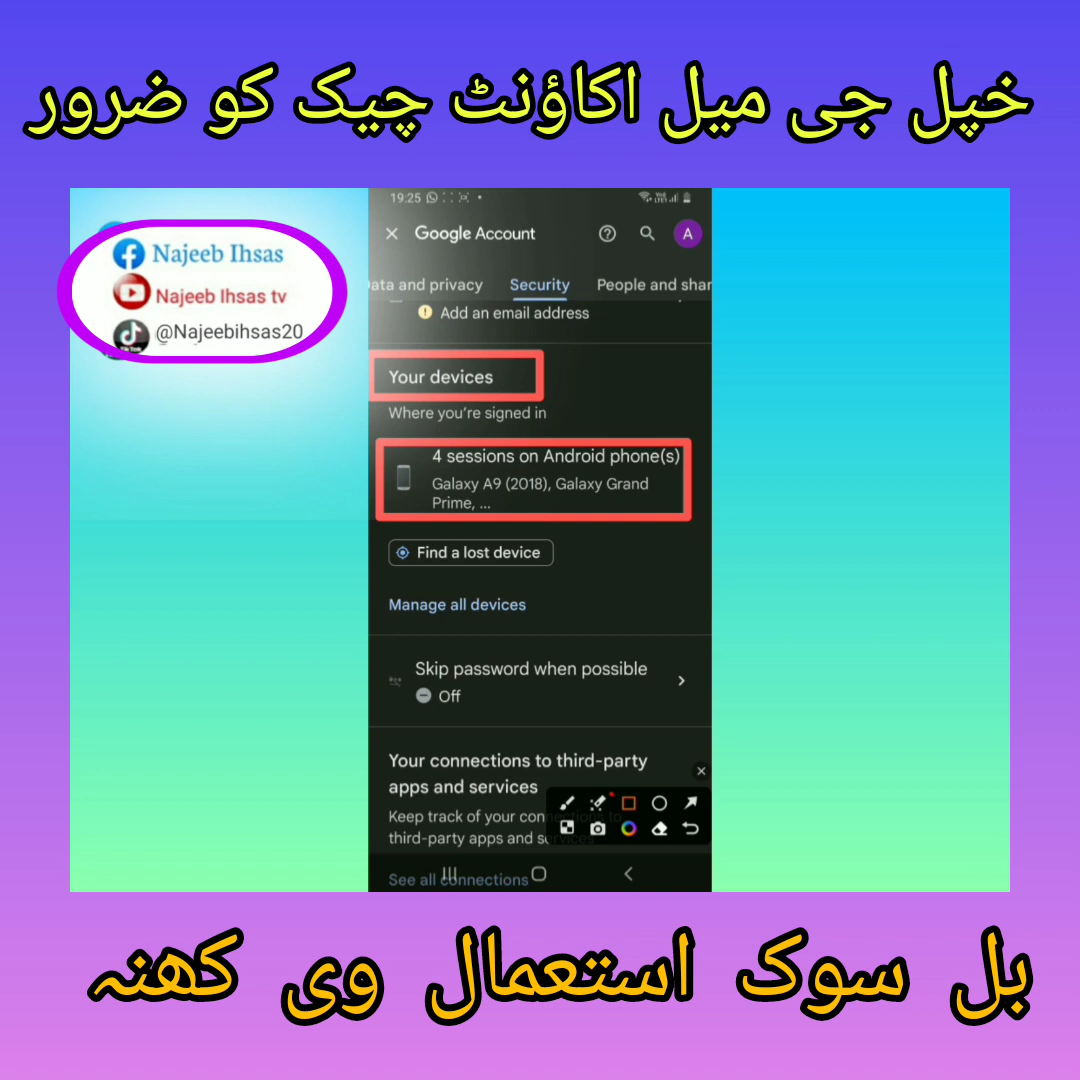 خپل جی میل اکاؤنٹ چیک کو ضرور
Najeeb Ihsas
Najeeb Ihsas tv
@Najeebihsas20
19:25
Google Account
A
ata and privacy Security People and shar
Add an email address
Your devices
Where you're signed in
4 sessions on Android phone(s)
Galaxy A9 (2018), Galaxy Grand
Prime, ...
Find a lost device
Manage all devices
Skip password when possible
Off
Your connections to third-party
apps and services
Keep track of your connections to
third-party apps and services
See all connections
بل سوک استعمال وی کھنہ